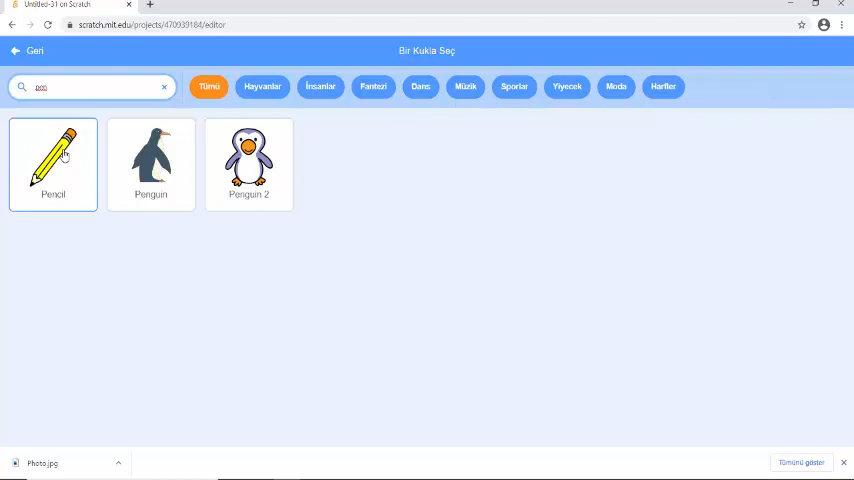 Untitled-31 on Scratch
scratch.mit.edu/projects/470939184/editor
Geri
Bir Kukla Seç
pen
Tümü
Hayvanlar
İnsanlar
Fantezi
Dans
Müzik
Sporlar
Yiyecek
Moda
Harfler
Pencil
Penguin
Penguin 2
Photo.jpg
Tümünü göster